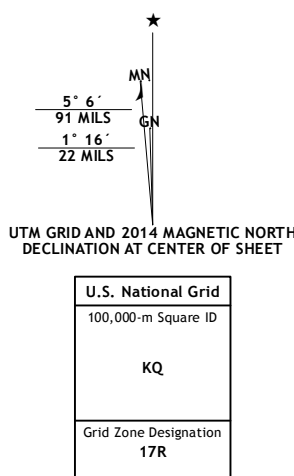 ★
MN
5° 6´
91 MILS
GN
1° 16´
22 MILS
UTM GRID AND 2014 MAGNETIC NORTH
DECLINATION AT CENTER OF SHEET
U.S. National Grid
100,000-m Square ID
KQ
Grid Zone Designation
17R